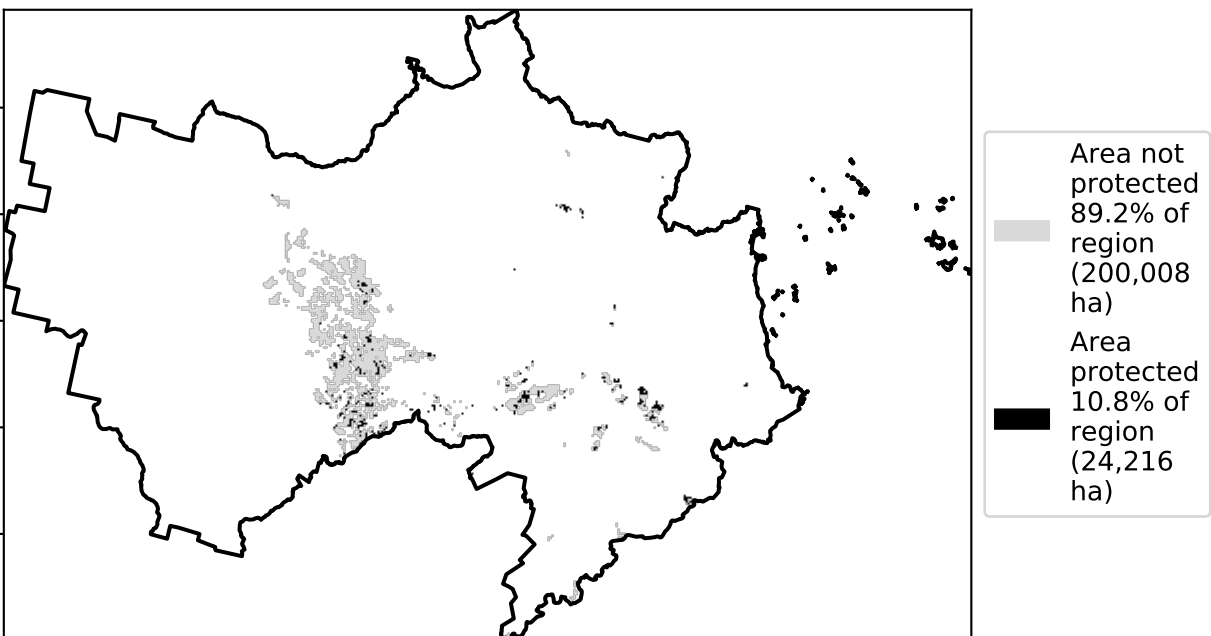 Area not
protected
89.2% of
region
(200,008
ha)
Area
protected
10.8% of
region
(24,216
ha)